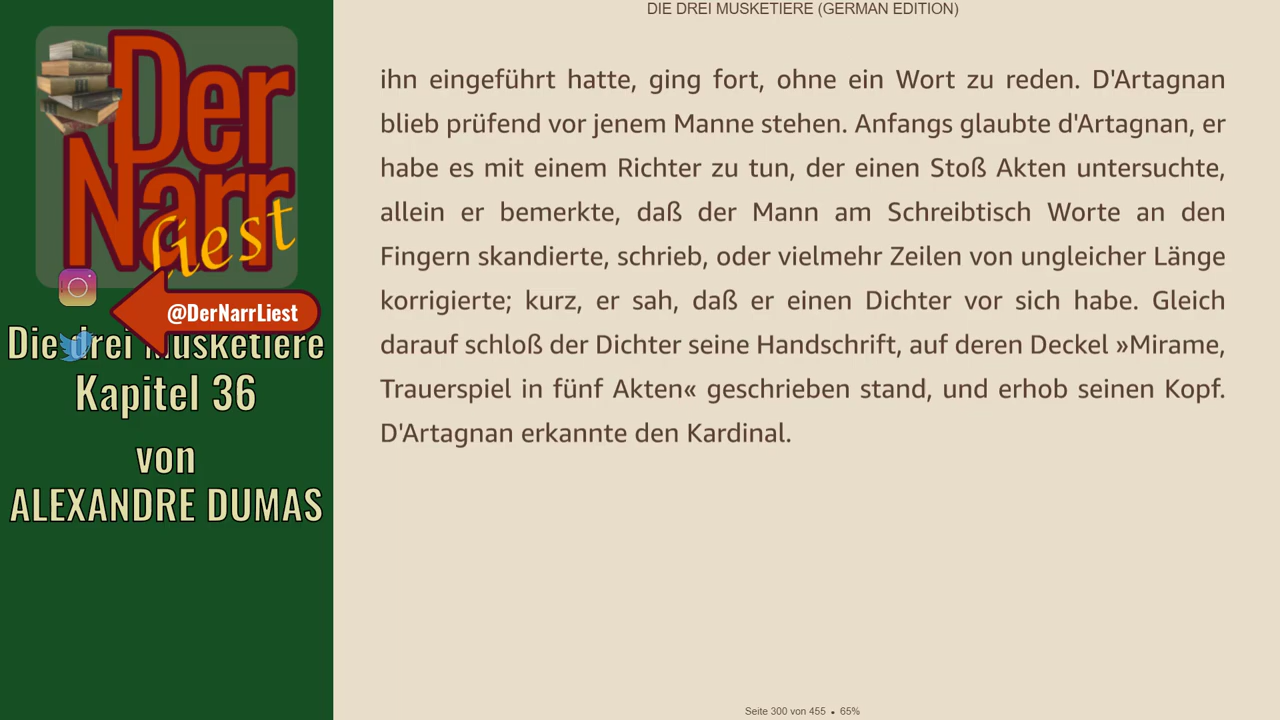 Der
Narr
liest
@DerNarrLiest
Die drei Musketiere
Kapitel 36
von
ALEXANDRE DUMAS
DIE DREI MUSKETIERE (GERMAN EDITION)
ihn eingeführt hatte, ging fort, ohne ein Wort zu reden. D'Artagnan
blieb prüfend vor jenem Manne stehen. Anfangs glaubte d'Artagnan, er
habe es mit einem Richter zu tun, der einen Stoß Akten untersuchte,
allein er bemerkte, daß der Mann am Schreibtisch Worte an den
Fingern skandierte, schrieb, oder vielmehr Zeilen von ungleicher Länge
korrigierte; kurz, er sah, daß er einen Dichter vor sich habe. Gleich
darauf schloß der Dichter seine Handschrift, auf deren Deckel »Mirame,
Trauerspiel in fünf Akten« geschrieben stand, und erhob seinen Kopf.
D'Artagnan erkannte den Kardinal.
Seite 300 von 455 • 65%